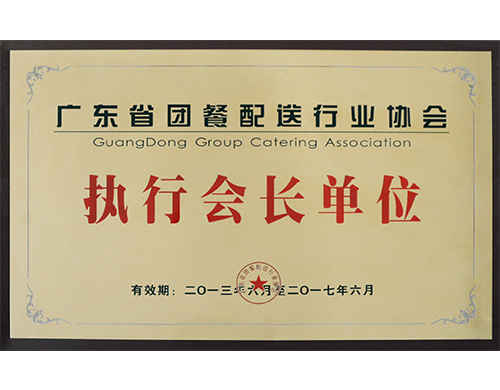 广东省团餐配送行业协会
GuangDong Group Catering Association
执行会长单位
有效期：二〇一三年六月至二〇一七年六月